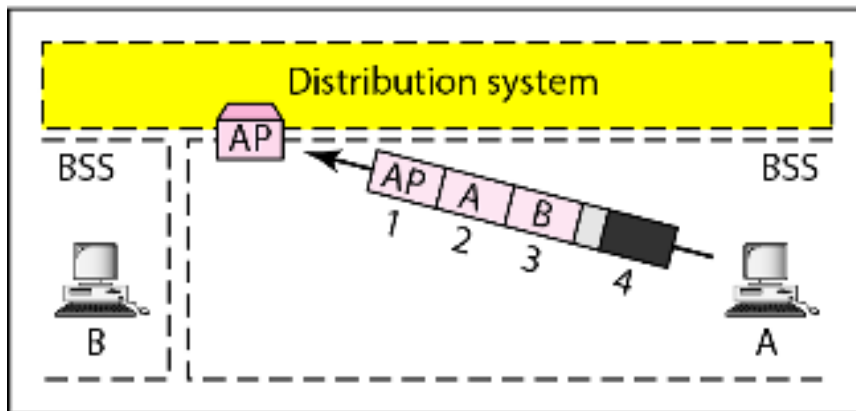 Distribution system
AP
BSS
BSS
AP A B
1 2 3 4
B
A